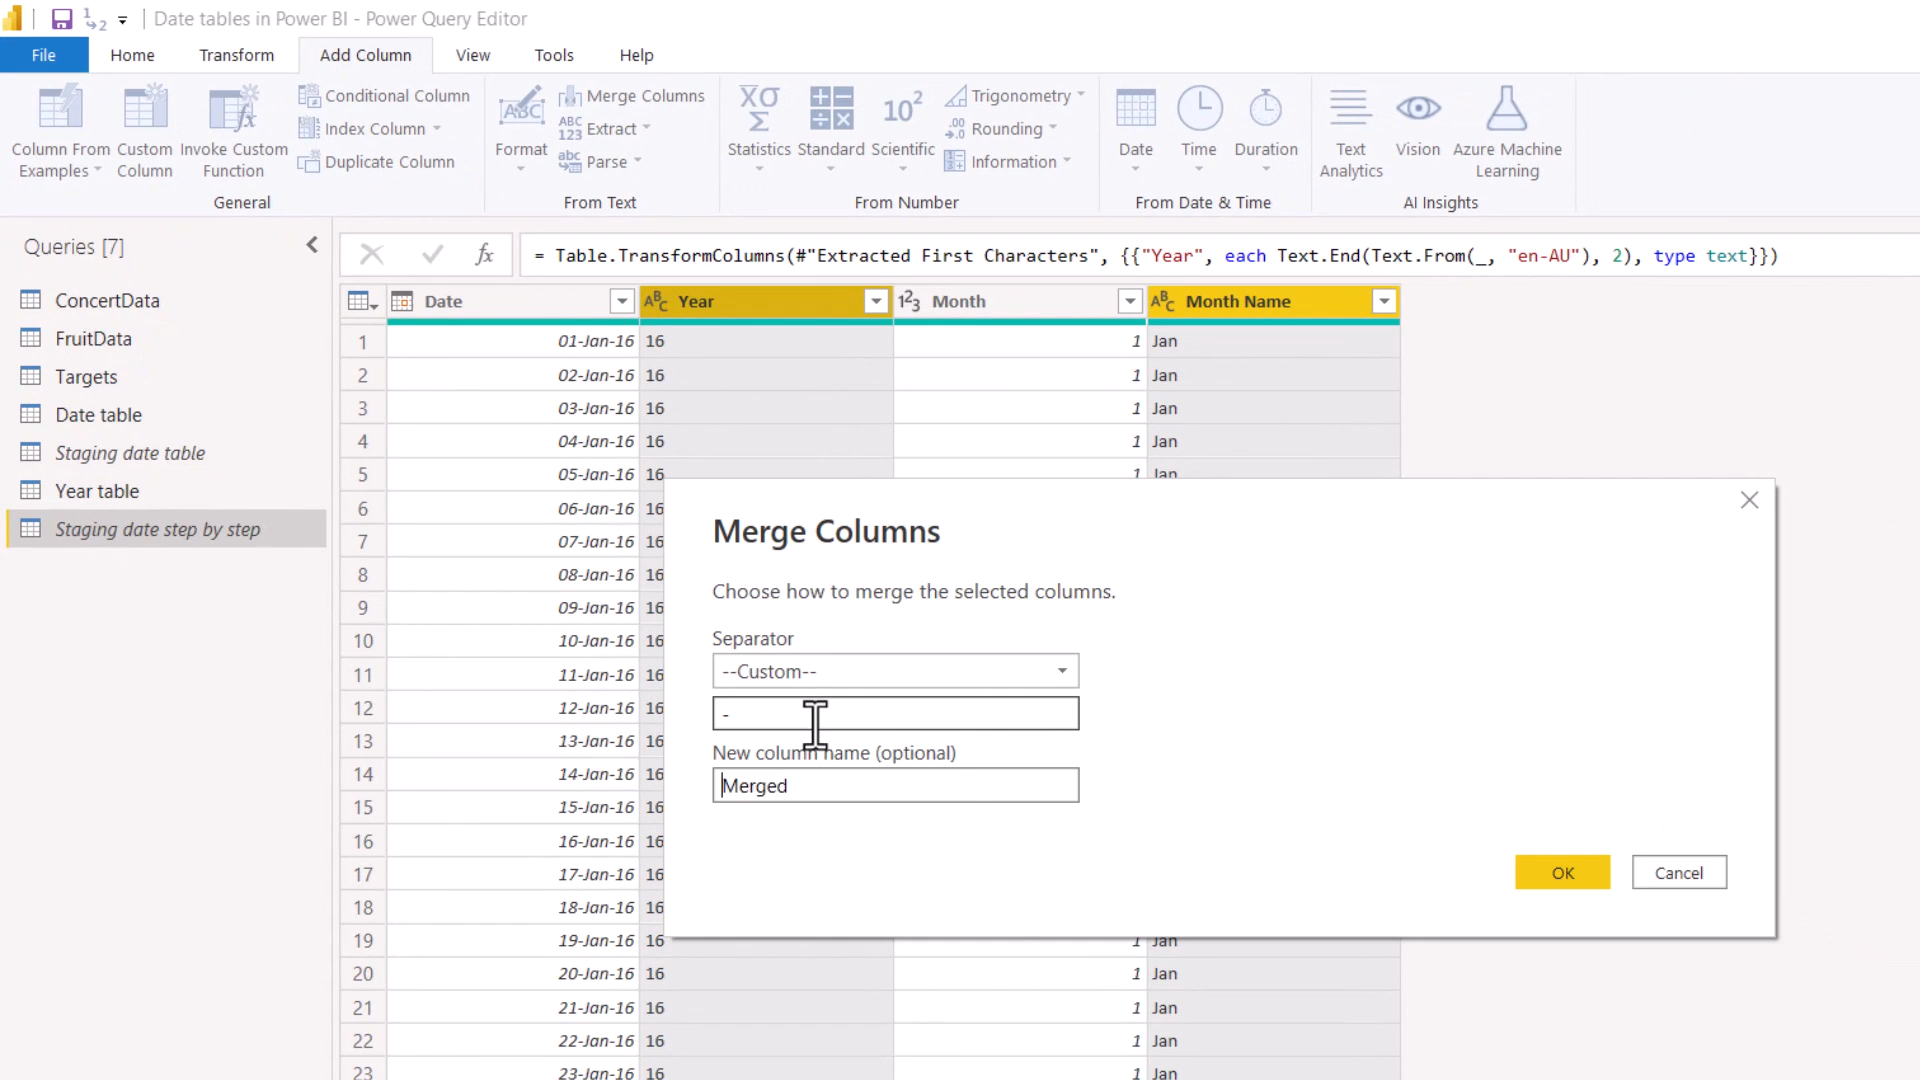 Date tables in Power BI - Power Query Editor
File Home Transform Add Column View Tools Help
Column From Examples
Custom Column
Invoke Custom Function
Conditional Column
Index Column
Duplicate Column
General
Format
Merge Columns
Extract
Parse
From Text
Statistics
Standard
Scientific
Trigonometry
Rounding
Information
From Number
Date
Time
Duration
From Date & Time
Text Analytics
Vision
Azure Machine Learning
AI Insights
Queries [7]
ConcertData
FruitData
Targets
Date table
Staging date table
Year table
Staging date step by step
fx = Table.TransformColumns(#"Extracted First Characters", {{"Year", each Text.End(Text.From(_, "en-AU"), 2), type text}})
Date ABC Year 123 Month ABC Month Name
1 01-Jan-16 16 1 Jan
2 02-Jan-16 16 1 Jan
3 03-Jan-16 16 1 Jan
4 04-Jan-16 16 1 Jan
5 05-Jan-16 16 1 Jan
6 06-Jan-16 16
7 07-Jan-16 16
8 08-Jan-16 16
9 09-Jan-16 16
10 10-Jan-16 16
11 11-Jan-16 16
12 12-Jan-16 16
13 13-Jan-16 16
14 14-Jan-16 16
15 15-Jan-16 16
16 16-Jan-16 16
17 17-Jan-16 16
18 18-Jan-16 16
19 19-Jan-16 16 1 Jan
20 20-Jan-16 16 1 Jan
21 21-Jan-16 16 1 Jan
22 22-Jan-16 16 1 Jan
23 23-Jan-16 16 1 Jan
Merge Columns
Choose how to merge the selected columns.
Separator
--Custom--
-
New column name (optional)
Merged
OK Cancel